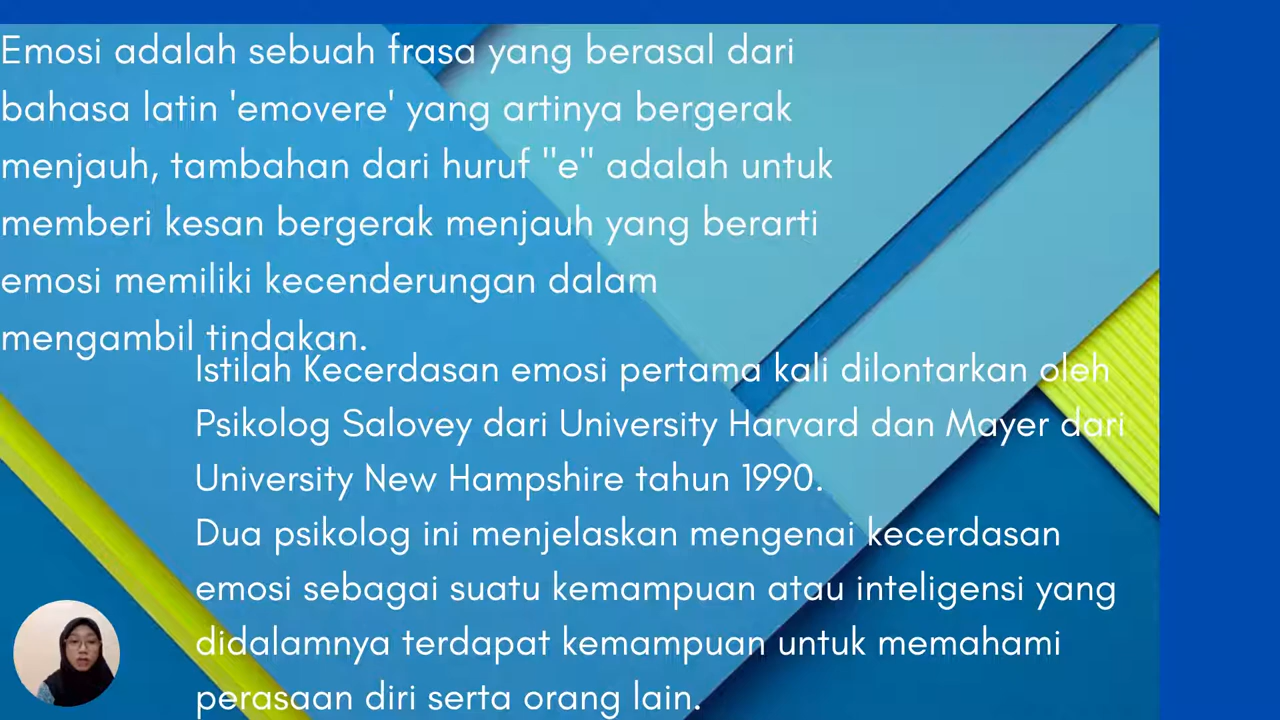 Emosi adalah sebuah frasa yang berasal dari
bahasa latin 'emovere' yang artinya bergerak
menjauh, tambahan dari huruf "e" adalah untuk
memberi kesan bergerak menjauh yang berarti
emosi memiliki kecenderungan dalam
mengambil tindakan.
Istilah Kecerdasan emosi pertama kali dilontarkan oleh
Psikolog Salovey dari University Harvard dan Mayer dari
University New Hampshire tahun 1990.
Dua psikolog ini menjelaskan mengenai kecerdasan
emosi sebagai suatu kemampuan atau inteligensi yang
didalamnya terdapat kemampuan untuk memahami
perasaan diri serta orang lain.